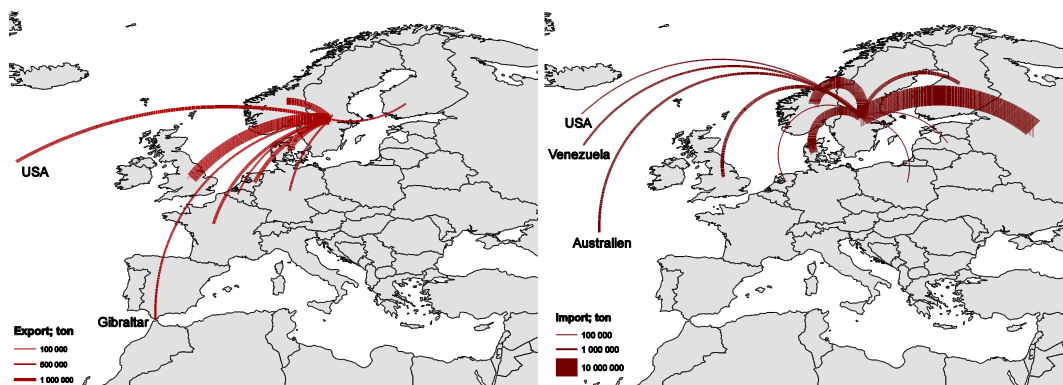 USA
Gibraltar
Export; ton
100 000
500 000
1 000 000
USA
Venezuela
Australien
Import; ton
100 000
1 000 000
10 000 000